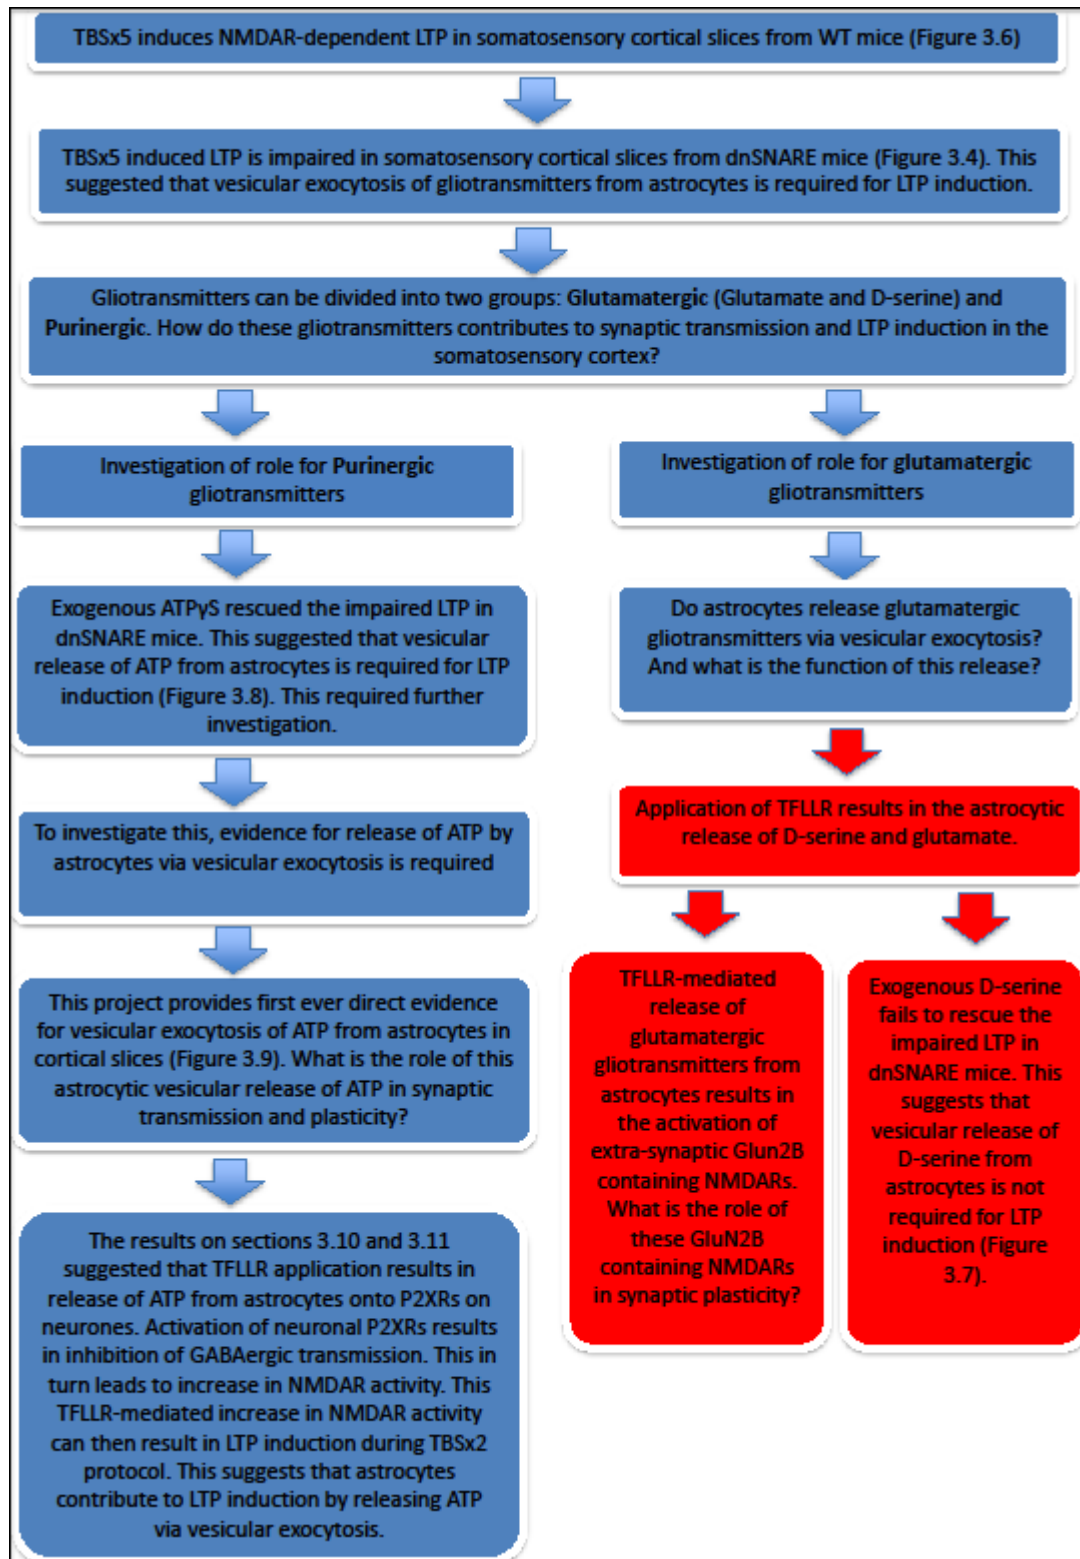 TBSx5 induces NMDAR-dependent LTP in somatosensory cortical slices from WT mice (Figure 3.6)
TBSx5 induced LTP is impaired in somatosensory cortical slices from dnSNARE mice (Figure 3.4). This
suggested that vesicular exocytosis of gliotransmitters from astrocytes is required for LTP induction.
Gliotransmitters can be divided into two groups: Glutamatergic (Glutamate and D-serine) and
Purinergic. How do these gliotransmitters contributes to synaptic transmission and LTP induction in the
somatosensory cortex?
Investigation of role for Purinergic
gliotransmitters
Exogenous ATPγS rescued the impaired LTP in
dnSNARE mice. This suggested that vesicular
release of ATP from astrocytes is required for LTP
induction (Figure 3.8). This required further
investigation.
To investigate this, evidence for release of ATP by
astrocytes via vesicular exocytosis is required
This project provides first ever direct evidence
for vesicular exocytosis of ATP from astrocytes in
cortical slices (Figure 3.9). What is the role of this
astrocytic vesicular release of ATP in synaptic
transmission and plasticity?
The results on sections 3.10 and 3.11
suggested that TFLLR application results in
release of ATP from astrocytes onto P2XRs on
neurones. Activation of neuronal P2XRs results
in inhibition of GABAergic transmission. This in
turn leads to increase in NMDAR activity. This
TFLLR-mediated increase in NMDAR activity
can then result in LTP induction during TBSx2
protocol. This suggests that astrocytes
contribute to LTP induction by releasing ATP
via vesicular exocytosis.
Investigation of role for glutamatergic
gliotransmitters
Do astrocytes release glutamatergic
gliotransmitters via vesicular exocytosis?
And what is the function of this release?
Application of TFLLR results in the astrocytic
release of D-serine and glutamate.
TFLLR-mediated
release of
glutamatergic
gliotransmitters from
astrocytes results in
the activation of
extra-synaptic Glun2B
containing NMDARs.
What is the role of
these GluN2B
containing NMDARs
in synaptic plasticity?
Exogenous D-serine
fails to rescue the
impaired LTP in
dnSNARE mice. This
suggests that
vesicular release of
D-serine from
astrocytes is not
required for LTP
induction (Figure
3.7).